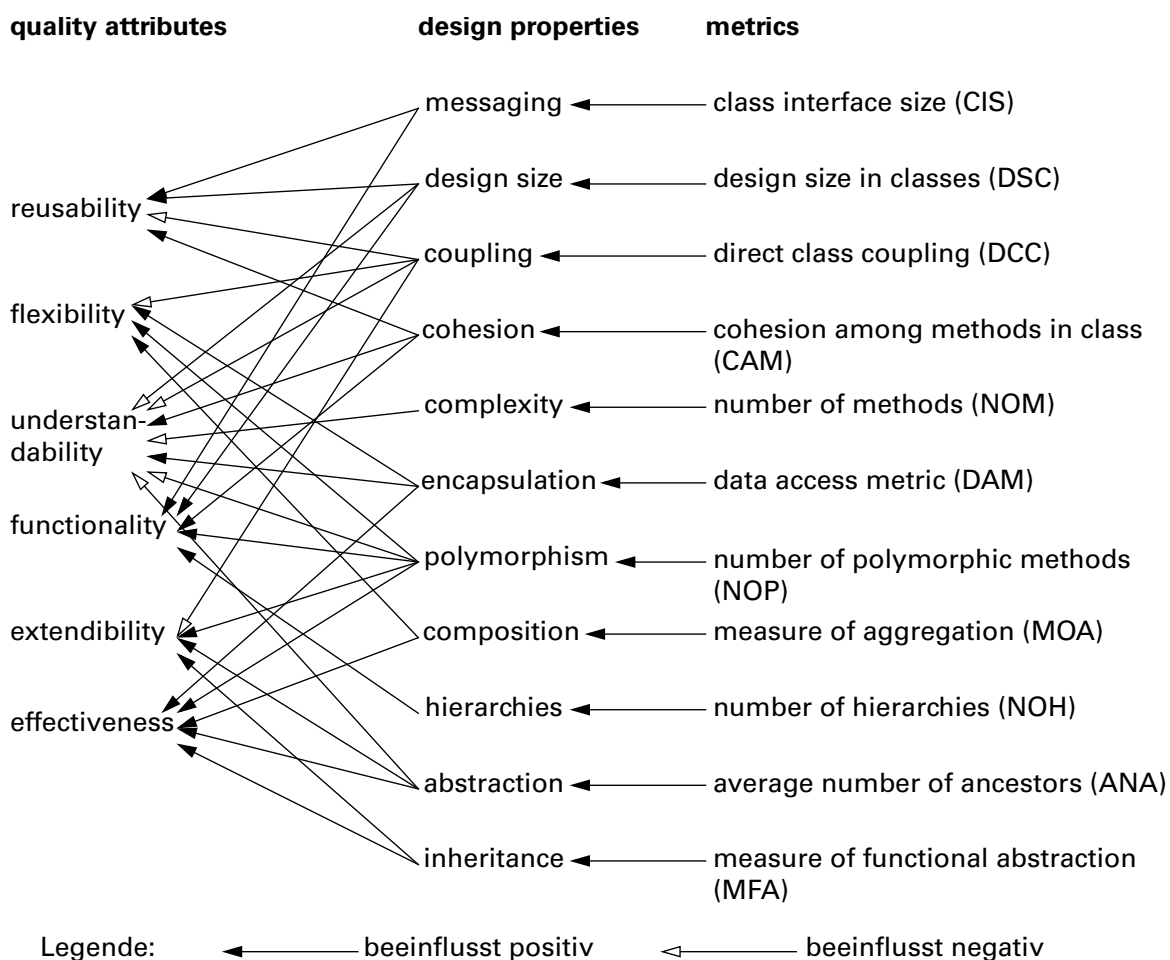 quality attributes design properties metrics
messaging class interface size (CIS)
design size design size in classes (DSC)
reusability
coupling direct class coupling (DCC)
flexibility
cohesion cohesion among methods in class
(CAM)
complexity number of methods (NOM)
understan-
dability
encapsulation data access metric (DAM)
functionality
polymorphism number of polymorphic methods
(NOP)
extendibility composition measure of aggregation (MOA)
hierarchies number of hierarchies (NOH)
effectiveness
abstraction average number of ancestors (ANA)
inheritance measure of functional abstraction
(MFA)
Legende: beeinflusst positiv beeinflusst negativ